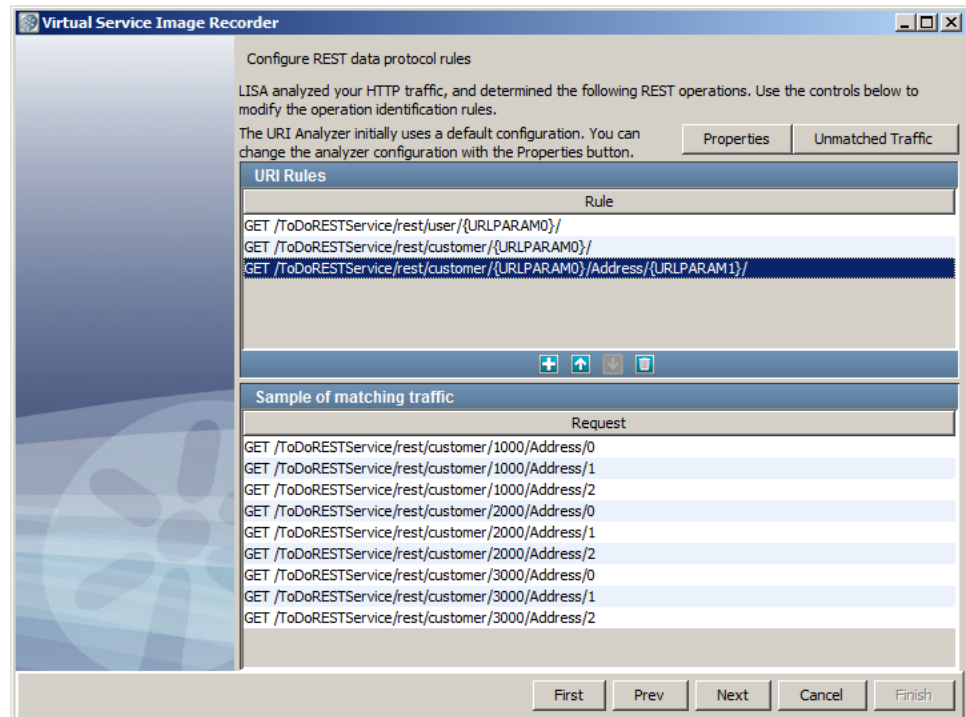 Virtual Service Image Recorder
Configure REST data protocol rules
LISA analyzed your HTTP traffic, and determined the following REST operations. Use the controls below to
modify the operation identification rules.
The URI Analyzer initially uses a default configuration. You can
change the analyzer configuration with the Properties button.
Properties
Unmatched Traffic
URI Rules
Rule
GET /ToDoRESTService/rest/user/{URLPARAM0}/
GET /ToDoRESTService/rest/customer/{URLPARAM0}/
GET /ToDoRESTService/rest/customer/{URLPARAM0}/Address/{URLPARAM1}/
Sample of matching traffic
Request
GET /ToDoRESTService/rest/customer/1000/Address/0
GET /ToDoRESTService/rest/customer/1000/Address/1
GET /ToDoRESTService/rest/customer/1000/Address/2
GET /ToDoRESTService/rest/customer/2000/Address/0
GET /ToDoRESTService/rest/customer/2000/Address/1
GET /ToDoRESTService/rest/customer/2000/Address/2
GET /ToDoRESTService/rest/customer/3000/Address/0
GET /ToDoRESTService/rest/customer/3000/Address/1
GET /ToDoRESTService/rest/customer/3000/Address/2
First
Prev
Next
Cancel
Finish